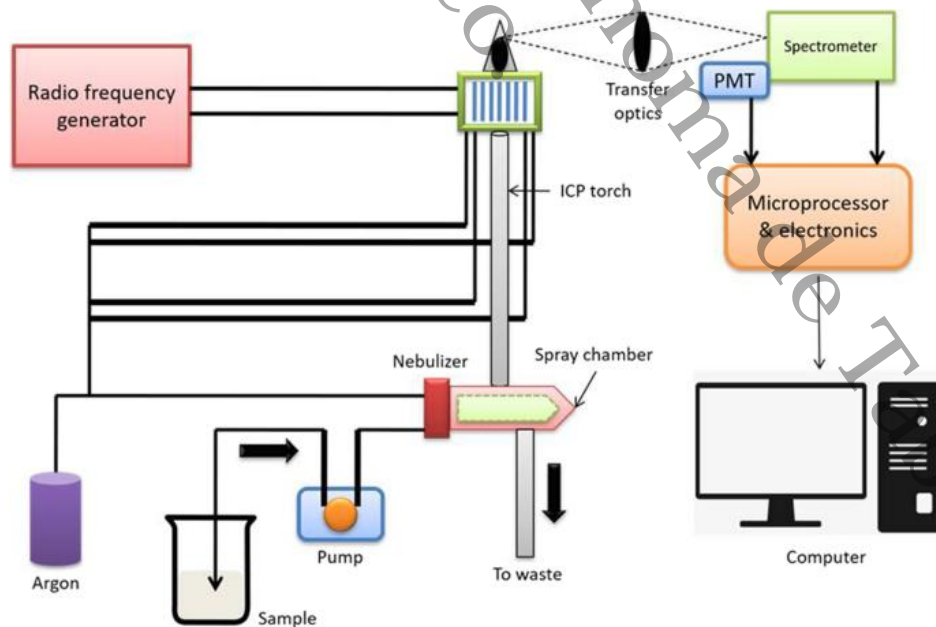 Radio frequency
generator
Spectrometer
PMT
Transfer
optics
ICP torch
Microprocessor
& electronics
Nebulizer
Spray chamber
Argon
Sample
Pump
To waste
Computer